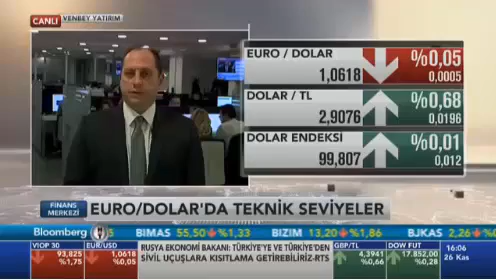 CANLI VENBEY YATIRIM
EURO / DOLAR %0,05
1,0618 0,0005
DOLAR / TL %0,68
2,9076 0,0196
DOLAR ENDEKSİ %0,01
99,807 0,012
FİNANS
MERKEZİ
EURO/DOLAR'DA TEKNİK SEVİYELER
Bloomberg BIMAS 55,50 %1,33 BIZIM 13,20 %1,86 BJKAS 2,26 %0
VIOP 30 EUR/USD RUSYA EKONOMİ BAKANI: TÜRKİYE'YE VE TÜRKİYE'DEN GBP/TL DOW FUT 16:06
93,825 1,0618 SİVİL UÇUŞLARA KISITLAMA GETİREBİLİRİZ-RTS 4,3941 17,852,00 26 Kas
%1,75 %0,05 %0,66 %0,28